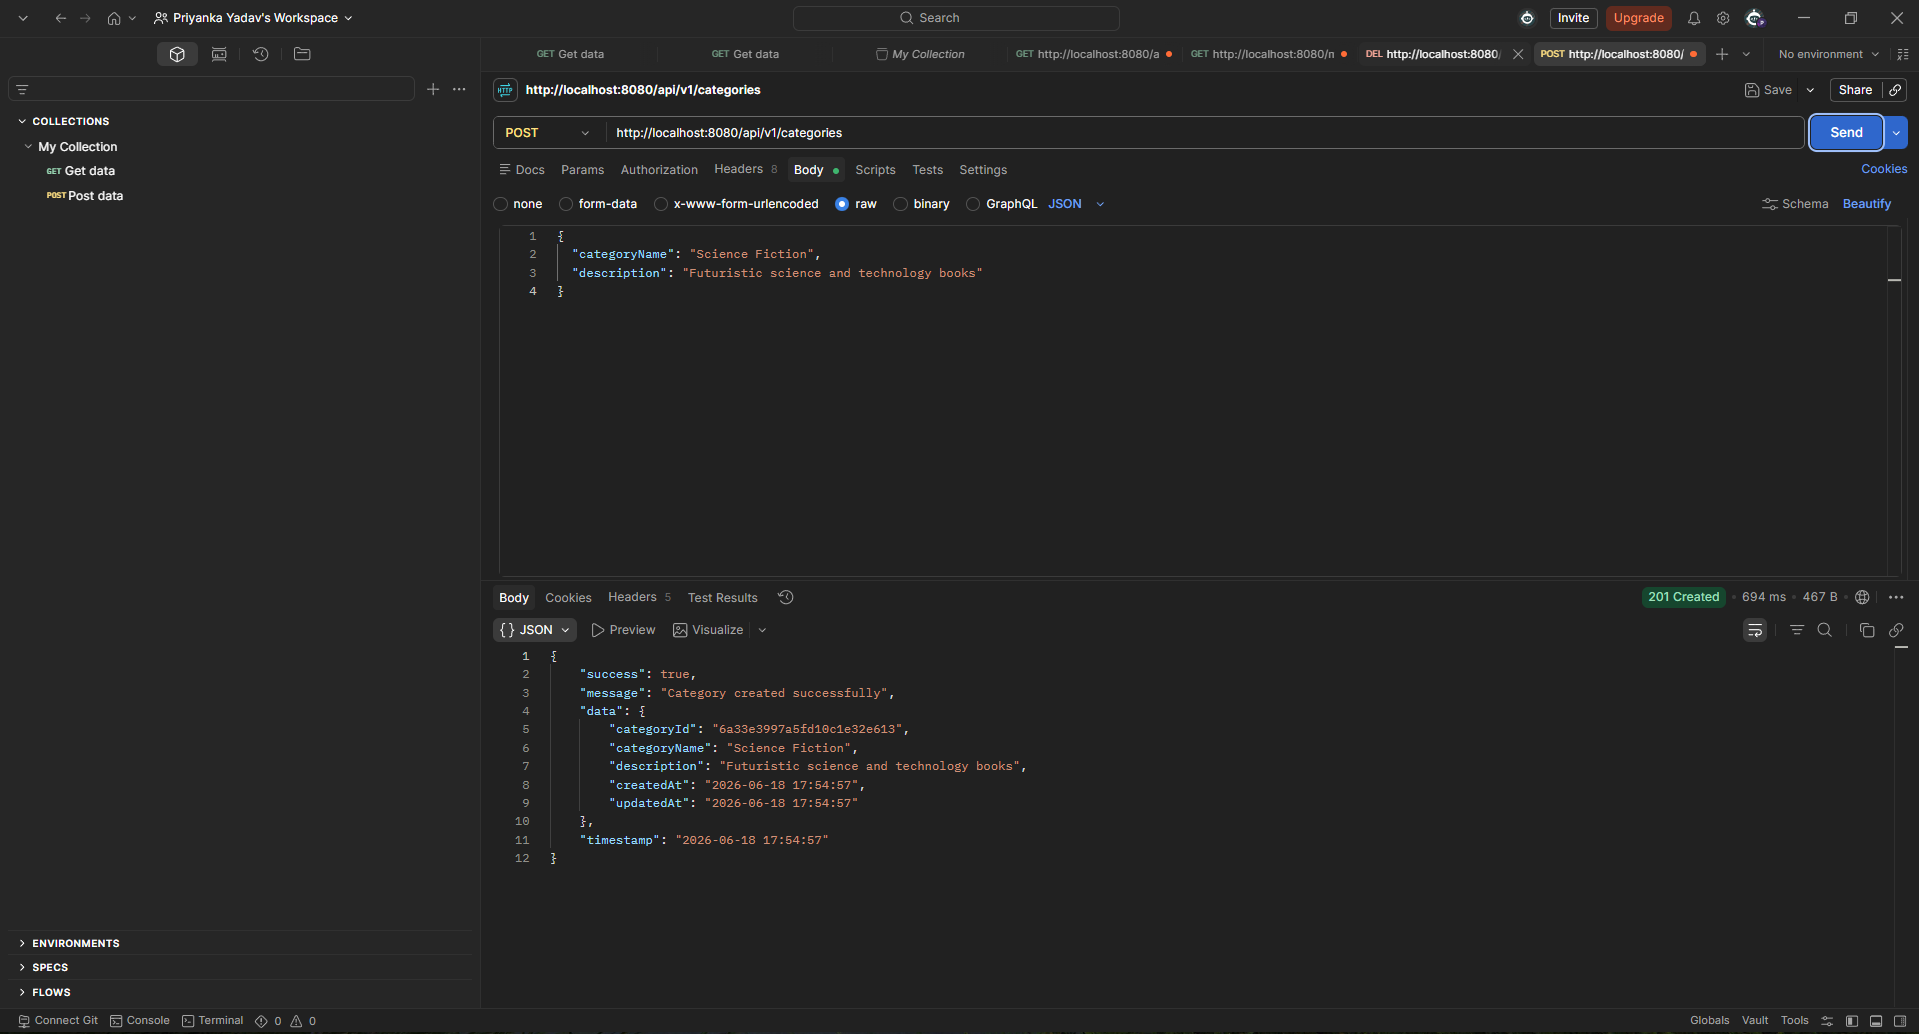 Priyanka Yadav's Workspace
Search
Invite
Upgrade
GET Get data
GET Get data
My Collection
GET http://localhost:8080/a
GET http://localhost:8080/n
DEL http://localhost:8080/
POST http://localhost:8080/
No environment
COLLECTIONS
My Collection
GET Get data
POST Post data
HTTP http://localhost:8080/api/v1/categories
Save
Share
POST
http://localhost:8080/api/v1/categories
Send
Docs
Params
Authorization
Headers 8
Body
Scripts
Tests
Settings
Cookies
none
form-data
x-www-form-urlencoded
raw
binary
GraphQL
JSON
Schema
Beautify
1 {
2 "categoryName": "Science Fiction",
3 "description": "Futuristic science and technology books"
4 }
Body
Cookies
Headers 5
Test Results
201 Created
694 ms
467 B
{} JSON
Preview
Visualize
1 {
2 "success": true,
3 "message": "Category created successfully",
4 "data": {
5 "categoryId": "6a33e3997a5fd10c1e32e613",
6 "categoryName": "Science Fiction",
7 "description": "Futuristic science and technology books",
8 "createdAt": "2026-06-18 17:54:57",
9 "updatedAt": "2026-06-18 17:54:57"
10 },
11 "timestamp": "2026-06-18 17:54:57"
12 }
ENVIRONMENTS
SPECS
FLOWS
Connect Git
Console
Terminal
0
0
Globals
Vault
Tools